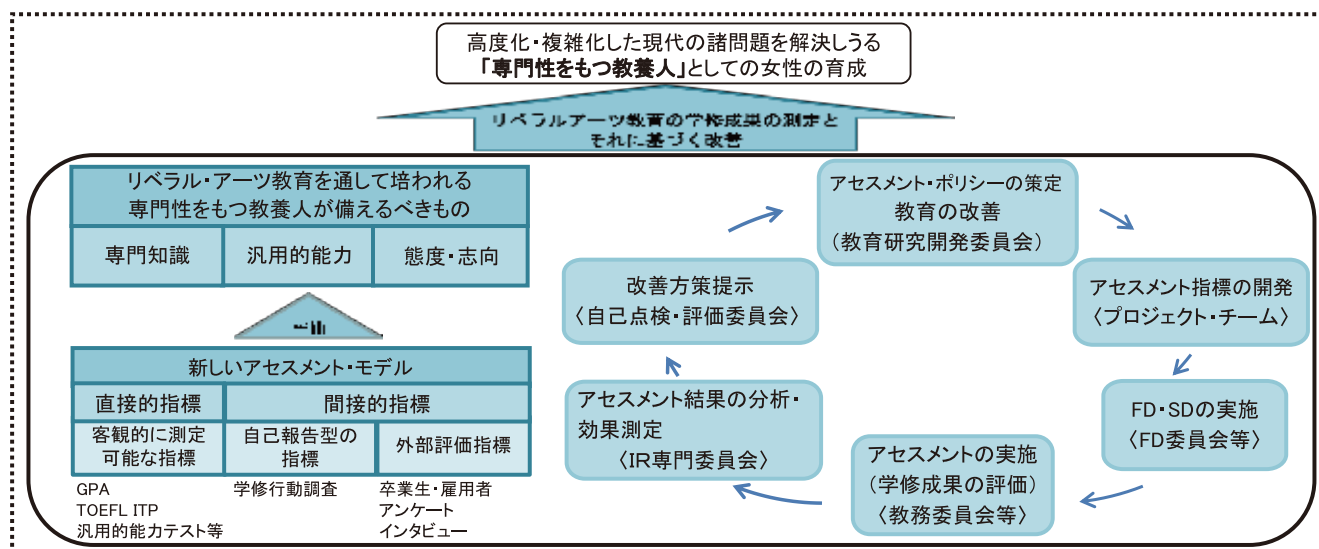 高度化・複雑化した現代の諸問題を解決しうる
「専門性をもつ教養人」としての女性の育成
リベラルアーツ教育の学修成果の測定と
それに基づく改善
リベラル・アーツ教育を通して培われる
専門性をもつ教養人が備えるべきもの
専門知識
汎用的能力
態度・志向
新しいアセスメント・モデル
直接的指標
間接的指標
客観的に測定
可能な指標
自己報告型の
指標
外部評価指標
GPA
TOEFL ITP
汎用的能力テスト等
学修行動調査
卒業生・雇用者
アンケート
インタビュー
アセスメント・ポリシーの策定
教育の改善
(教育研究開発委員会)
アセスメント指標の開発
〈プロジェクト・チーム〉
FD・SDの実施
〈FD委員会等〉
アセスメントの実施
(学修成果の評価)
〈教務委員会等〉
アセスメント結果の分析・
効果測定
〈IR専門委員会〉
改善方策提示
〈自己点検・評価委員会〉